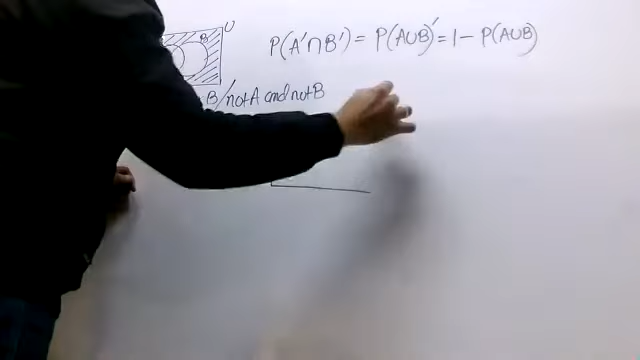 U
B
P(A'∩B') = P(A∪B)' = 1 - P(A∪B)
B/not A and not B